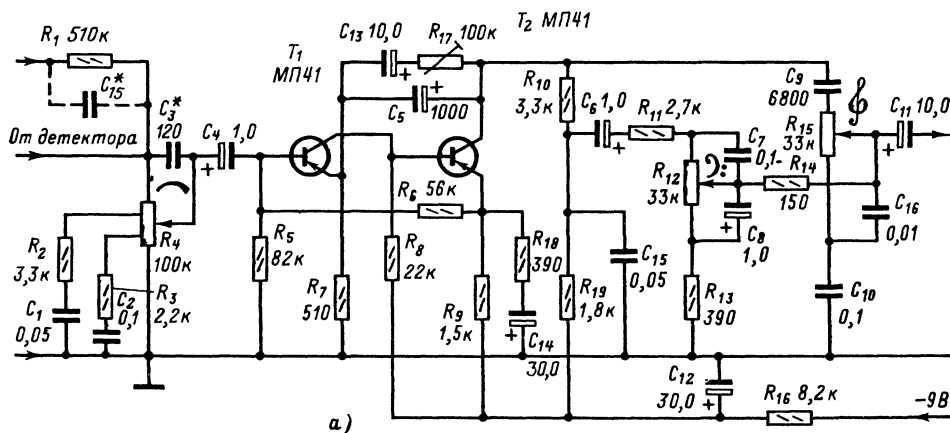 R1 510к
C15*
C3*
120
C4 1,0
От детектора
T1
МП41
C13 10,0
R17 100к
T2 МП41
C5
1000
R10
3,3к
C6 1,0
R11 2,7к
C7
0,1
C9
6800
R15
33к
C11 10,0
R12
33к
R14
150
C16
0,01
R6 56к
C8
1,0
R2
3,3к
R4
100к
R5
82к
R8
22к
R18
390
C15
0,05
R3
2,2к
C2
0,1
C1
0,05
R7
510
R9
1,5к
C14
30,0
R19
1,8к
R13
390
C10
0,1
C12
30,0
R16 8,2к
-9В
а)